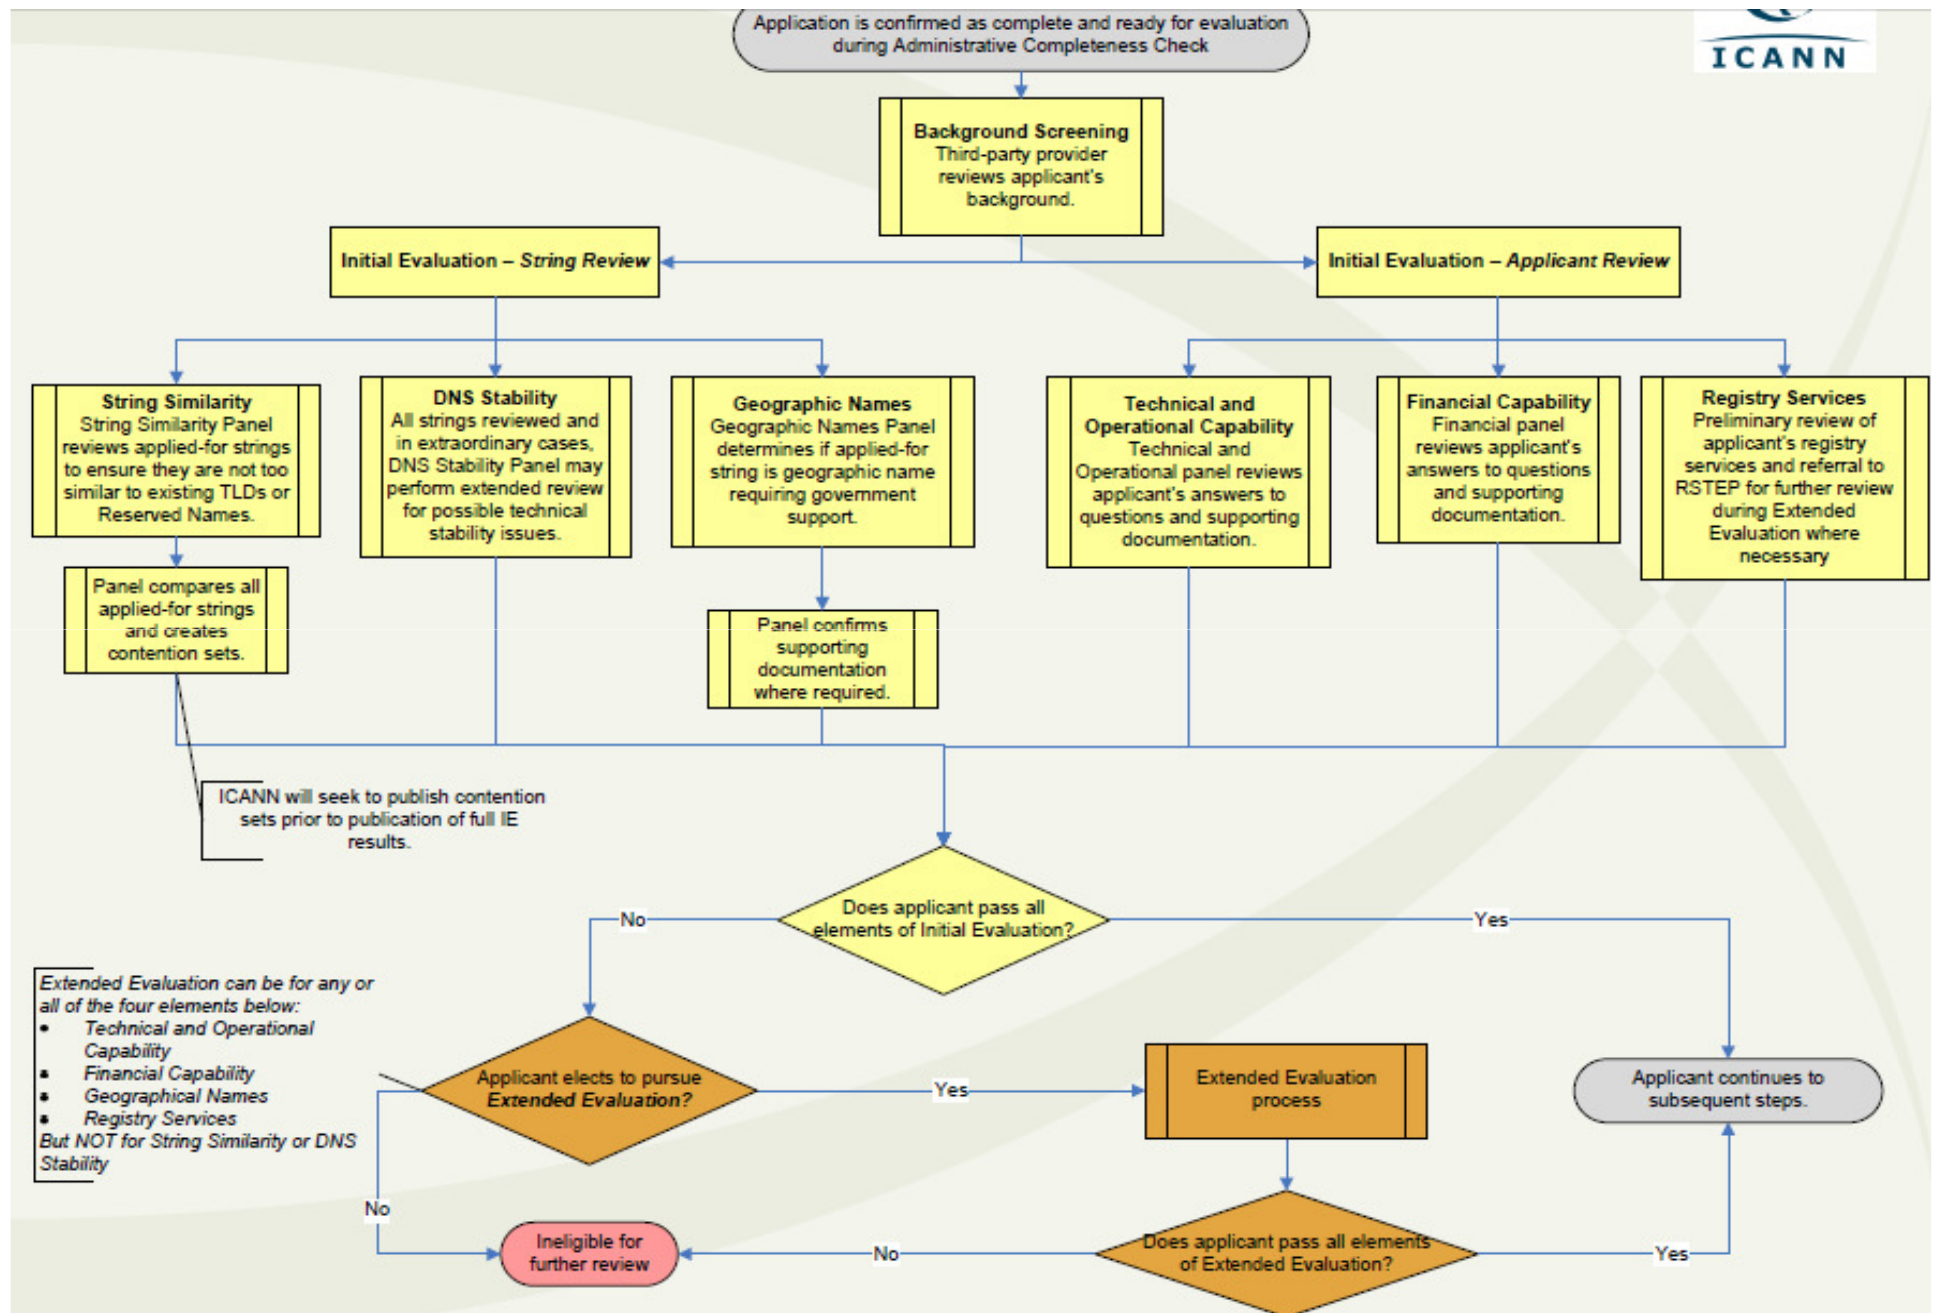 Application is confirmed as complete and ready for evaluation
during Administrative Completeness Check
ICANN
Background Screening
Third-party provider
reviews applicant's
background.
Initial Evaluation – String Review
Initial Evaluation – Applicant Review
String Similarity
String Similarity Panel
reviews applied-for strings
to ensure they are not too
similar to existing TLDs or
Reserved Names.
DNS Stability
All strings reviewed and
in extraordinary cases,
DNS Stability Panel may
perform extended review
for possible technical
stability issues.
Geographic Names
Geographic Names Panel
determines if applied-for
string is geographic name
requiring government
support.
Technical and
Operational Capability
Technical and
Operational panel reviews
applicant's answers to
questions and supporting
documentation.
Financial Capability
Financial panel
reviews applicant's
answers to questions
and supporting
documentation.
Registry Services
Preliminary review of
applicant's registry
services and referral to
RSTEP for further review
during Extended
Evaluation where
necessary
Panel compares all
applied-for strings
and creates
contention sets.
Panel confirms
supporting
documentation
where required.
ICANN will seek to publish contention
sets prior to publication of full IE
results.
Does applicant pass all
elements of Initial Evaluation?
No
Yes
Extended Evaluation can be for any or
all of the four elements below:
• Technical and Operational
Capability
• Financial Capability
• Geographical Names
• Registry Services
But NOT for String Similarity or DNS
Stability
Applicant elects to pursue
Extended Evaluation?
Yes
Extended Evaluation
process
Applicant continues to
subsequent steps.
No
Ineligible for
further review
No
Does applicant pass all elements
of Extended Evaluation?
Yes